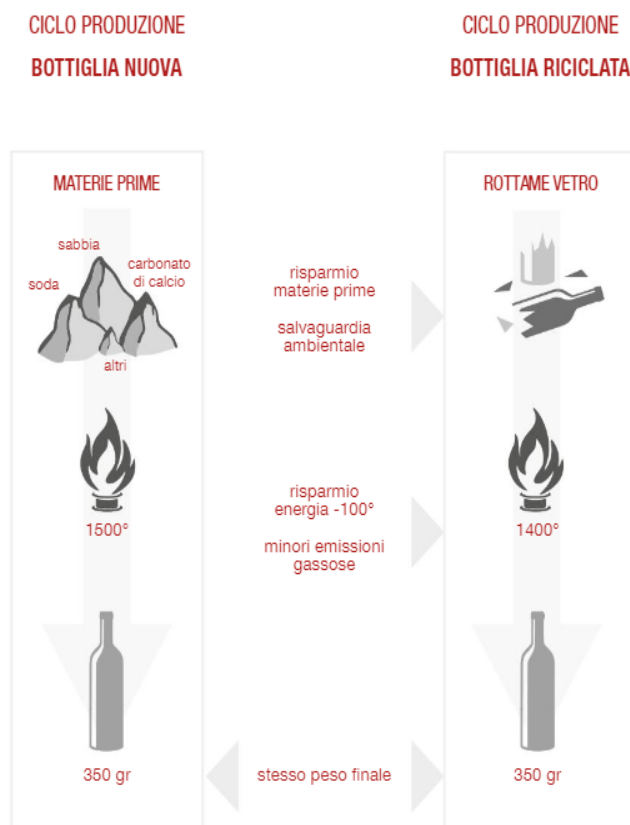 CICLO PRODUZIONE
BOTTIGLIA NUOVA
CICLO PRODUZIONE
BOTTIGLIA RICICLATA
MATERIE PRIME
sabbia
carbonato
di calcio
soda
altri
1500°
350 gr
risparmio
materie prime
salvaguardia
ambientale
risparmio
energia -100°
minori emissioni
gassose
stesso peso finale
ROTTAME VETRO
1400°
350 gr